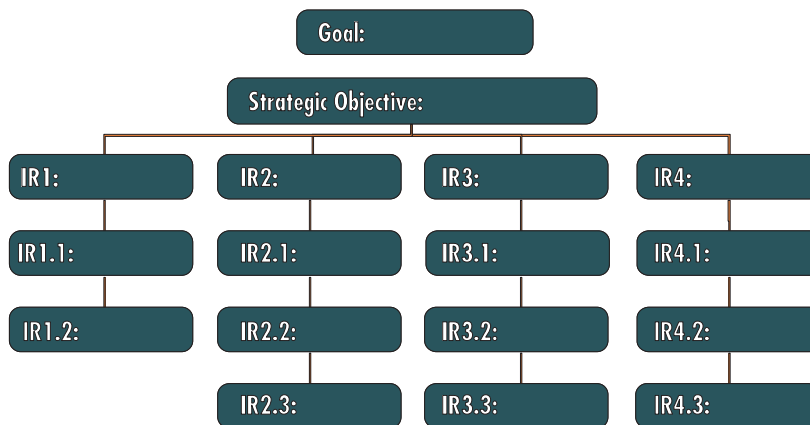 Goal:
Strategic Objective:
IR1:
IR2:
IR3:
IR4:
IR1.1:
IR2.1:
IR3.1:
IR4.1:
IR1.2:
IR2.2:
IR3.2:
IR4.2:
IR2.3:
IR3.3:
IR4.3: